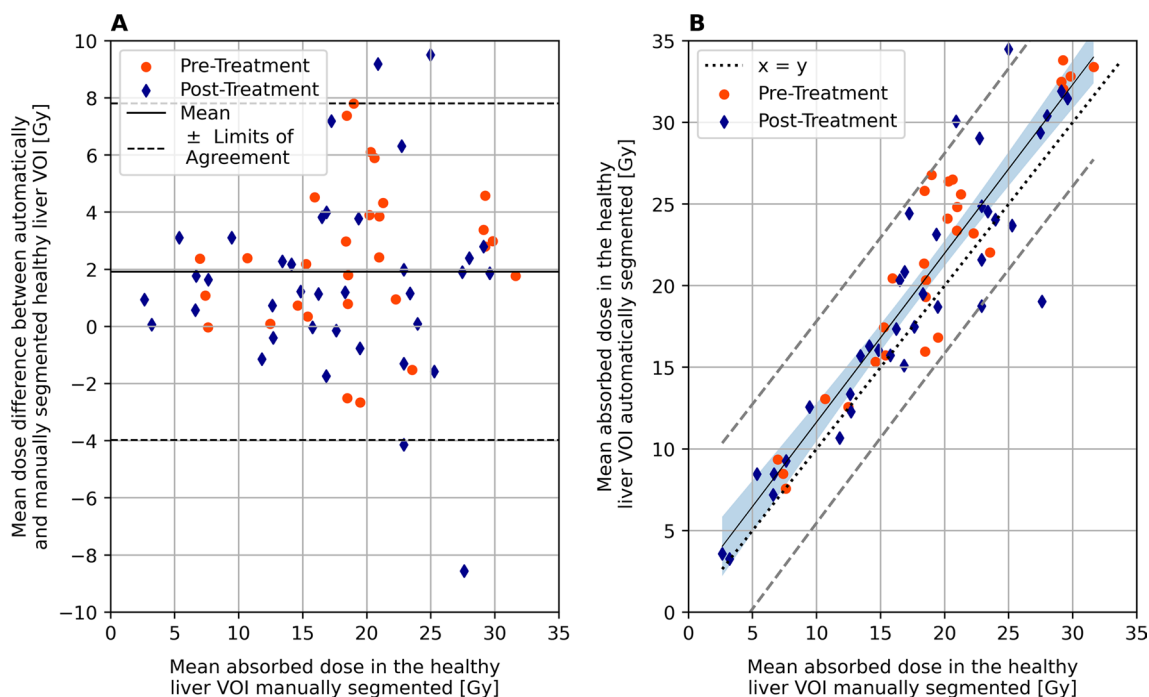 A
Mean dose difference between automatically
and manually segmented healthy liver VOI [Gy]
10
8
6
4
2
0
−2
−4
−6
−8
−10
Pre-Treatment
Post-Treatment
Mean
± Limits of
Agreement
0 5 10 15 20 25 30 35
Mean absorbed dose in the healthy
liver VOI manually segmented [Gy]
B
Mean absorbed dose in the healthy
liver VOI automatically segmented [Gy]
35
30
25
20
15
10
5
0
x = y
Pre-Treatment
Post-Treatment
0 5 10 15 20 25 30 35
Mean absorbed dose in the healthy
liver VOI manually segmented [Gy]